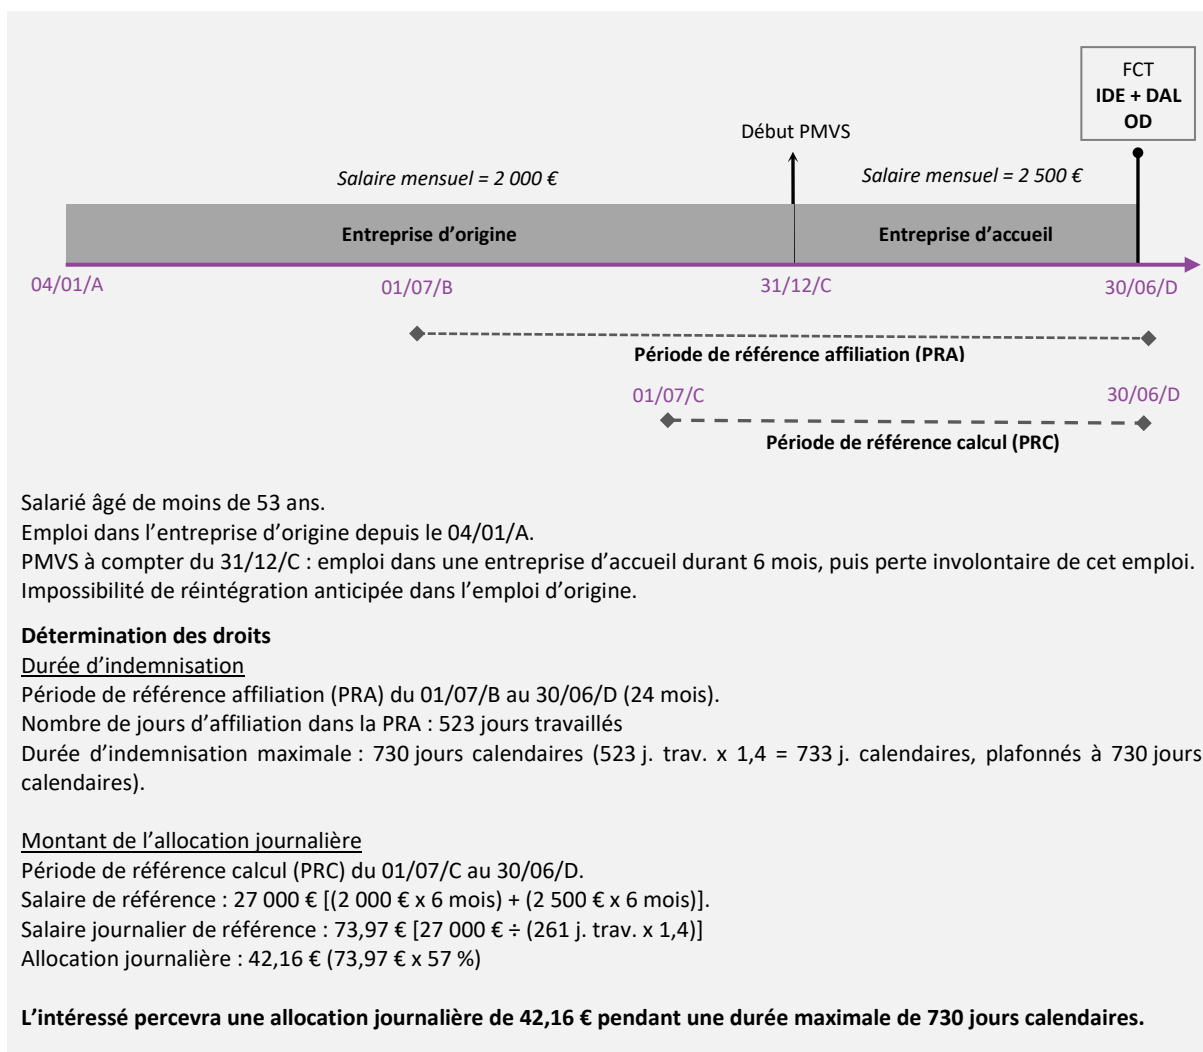 FCT
IDE + DAL
OD
Début PMVS
Salaire mensuel = 2 000 €
Salaire mensuel = 2 500 €
Entreprise d’origine
Entreprise d’accueil
04/01/A
01/07/B
31/12/C
30/06/D
Période de référence affiliation (PRA)
01/07/C
30/06/D
Période de référence calcul (PRC)
Salarié âgé de moins de 53 ans.
Emploi dans l’entreprise d’origine depuis le 04/01/A.
PMVS à compter du 31/12/C : emploi dans une entreprise d’accueil durant 6 mois, puis perte involontaire de cet emploi.
Impossibilité de réintégration anticipée dans l’emploi d’origine.
Détermination des droits
Durée d’indemnisation
Période de référence affiliation (PRA) du 01/07/B au 30/06/D (24 mois).
Nombre de jours d’affiliation dans la PRA : 523 jours travaillés
Durée d’indemnisation maximale : 730 jours calendaires (523 j. trav. x 1,4 = 733 j. calendaires, plafonnés à 730 jours
calendaires).
Montant de l’allocation journalière
Période de référence calcul (PRC) du 01/07/C au 30/06/D.
Salaire de référence : 27 000 € [(2 000 € x 6 mois) + (2 500 € x 6 mois)].
Salaire journalier de référence : 73,97 € [27 000 € ÷ (261 j. trav. x 1,4)]
Allocation journalière : 42,16 € (73,97 € x 57 %)
L’intéressé percevra une allocation journalière de 42,16 € pendant une durée maximale de 730 jours calendaires.